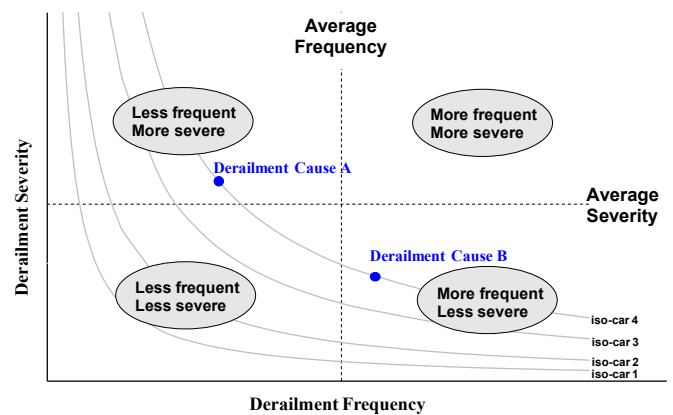 Average
Frequency
Less frequent
More severe
More frequent
More severe
Derailment Cause A
Average
Severity
Derailment Severity
Derailment Cause B
Less frequent
Less severe
More frequent
Less severe
iso-car 4
iso-car 3
iso-car 2
iso-car 1
Derailment Frequency